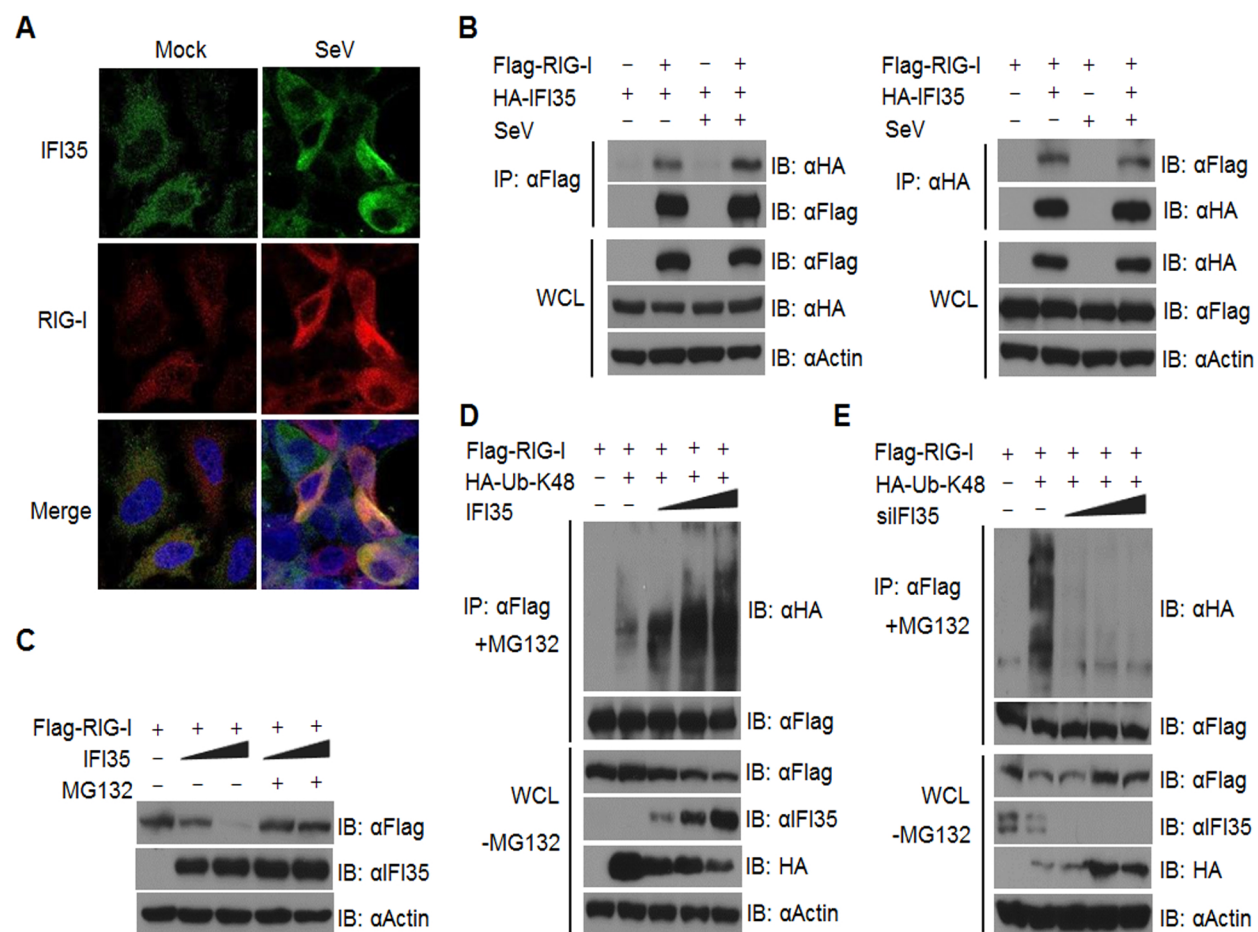 A
Mock SeV
IFI35
RIG-I
Merge
B
Flag-RIG-I – + – +
HA-IFI35 + + + +
SeV – – + +
IP: αFlag
IB: αHA
IB: αFlag
WCL
IB: αFlag
IB: αHA
IB: αActin
Flag-RIG-I + + + +
HA-IFI35 – + – +
SeV – – + +
IP: αHA
IB: αFlag
IB: αHA
WCL
IB: αHA
IB: αFlag
IB: αActin
C
Flag-RIG-I + + + + +
IFI35 –
MG132 – – – + +
IB: αFlag
IB: αIFI35
IB: αActin
D
Flag-RIG-I + + + + +
HA-Ub-K48 – + + + +
IFI35 – –
IP: αFlag
+MG132
IB: αHA
IB: αFlag
WCL
-MG132
IB: αFlag
IB: αIFI35
IB: HA
IB: αActin
E
Flag-RIG-I + + + + +
HA-Ub-K48 – + + + +
siIFI35 – –
IP: αFlag
+MG132
IB: αHA
IB: αFlag
WCL
-MG132
IB: αFlag
IB: αIFI35
IB: HA
IB: αActin